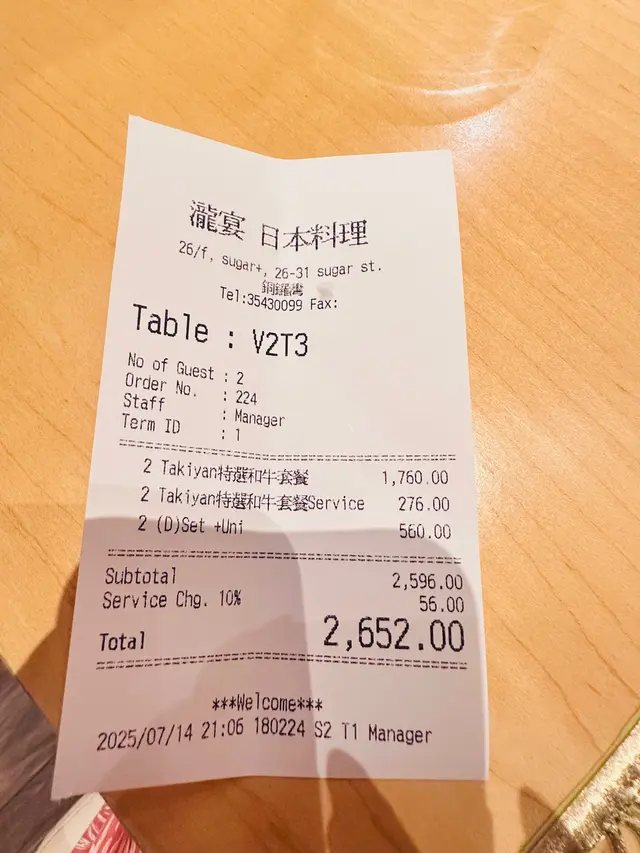 瀧宴 日本料理
26/f, sugar+, 26-31 sugar st.
銅鑼灣
Tel:35430099 Fax:
Table : V2T3
No of Guest : 2
Order No. : 224
Staff : Manager
Term ID : 1
2 Takiyan特選和牛套餐 1,760.00
2 Takiyan特選和牛套餐Service 276.00
2 (D)Set +Uni 560.00
Subtotal 2,596.00
Service Chg. 10% 56.00
Total 2,652.00
***Welcome***
2025/07/14 21:06 180224 S2 T1 Manager